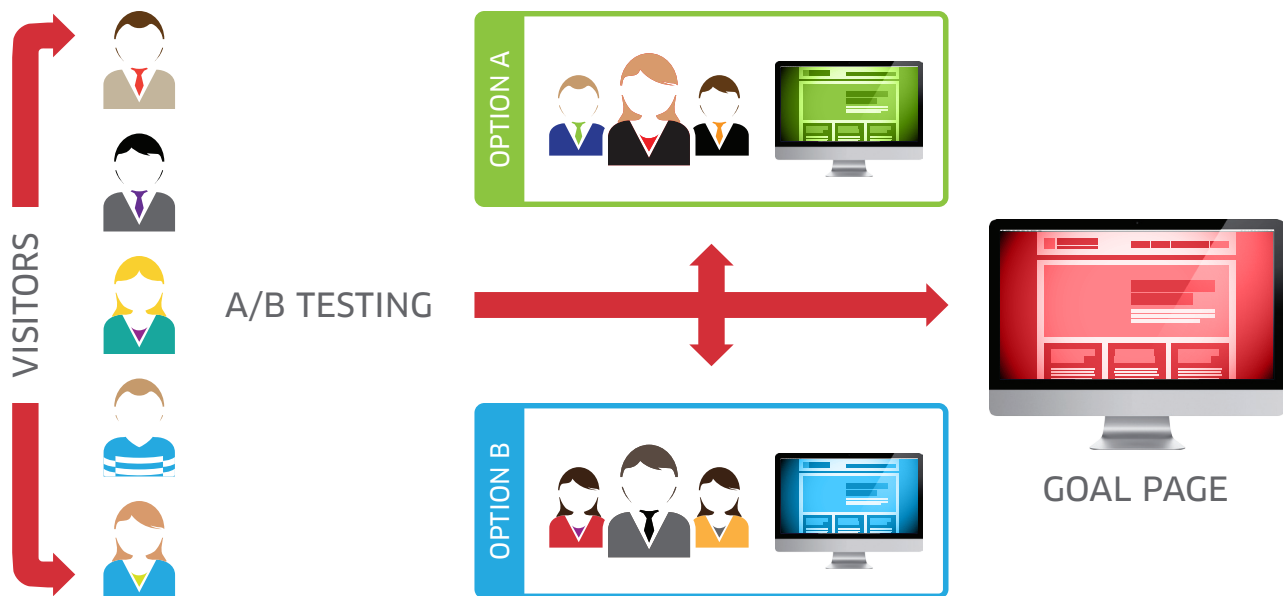 VISITORS
A/B TESTING
OPTION A
OPTION B
GOAL PAGE